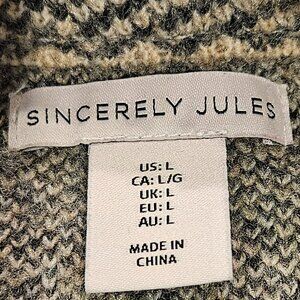 SINCERELY JULES
US: L
CA: L/G
UK: L
EU: L
AU: L
MADE IN
CHINA